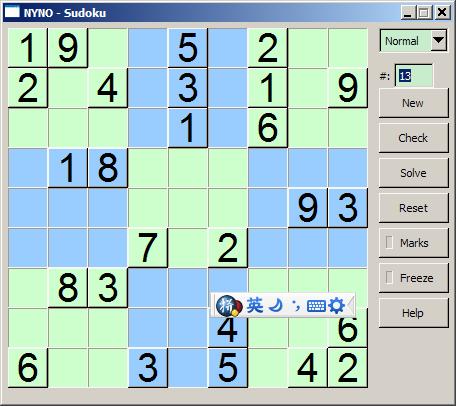 NYNO - Sudoku
1 9 5 2
2 4 3 1 9
1 6
1 8
9 3
7 2
8 3
4 6
6 3 5 4 2
Normal
#: 13
New
Check
Solve
Reset
Marks
Freeze
Help
英